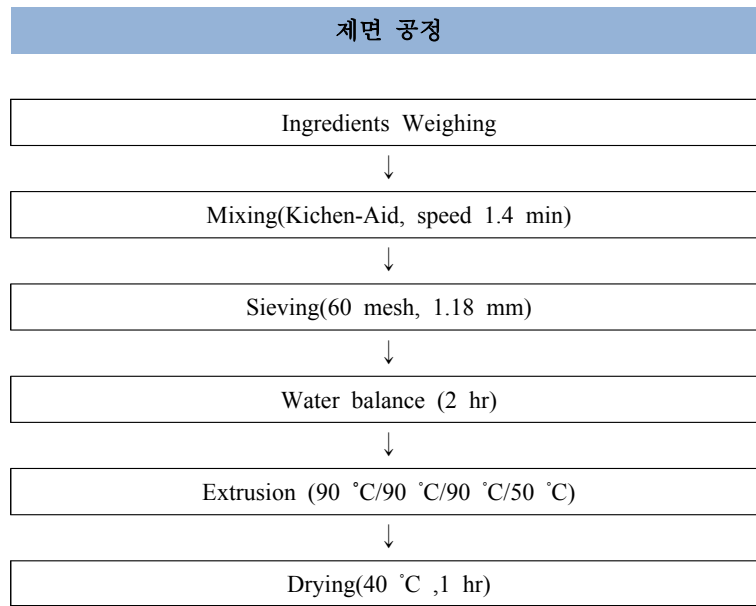 제면 공정
Ingredients Weighing
↓
Mixing(Kichen-Aid, speed 1.4 min)
↓
Sieving(60 mesh, 1.18 mm)
↓
Water balance (2 hr)
↓
Extrusion (90 ℃/90 ℃/90 ℃/50 ℃)
↓
Drying(40 ℃ ,1 hr)